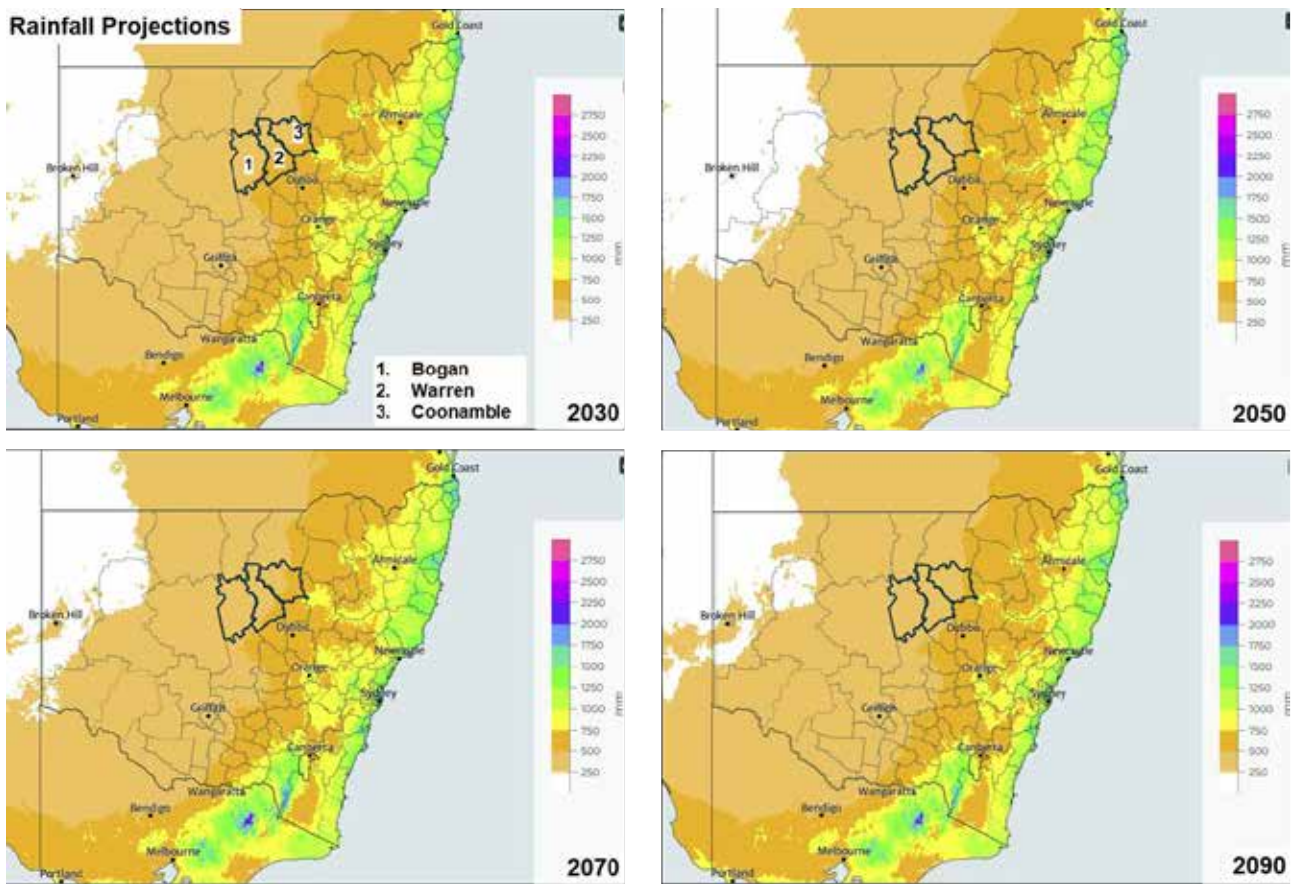 Rainfall Projections
Gold Coast
Armidale
Broken Hill
1
2
3
Dubbo
Orange
Newcastle
Sydney
Griffith
Canberra
Wangaratta
Bendigo
Melbourne
Portland
2750
2500
2250
2000
1750
1500
1250
1000
750
500
250
mm
1. Bogan
2. Warren
3. Coonamble
2030
Gold Coast
Armidale
Broken Hill
Dubbo
Orange
Newcastle
Sydney
Griffith
Canberra
Wangaratta
Bendigo
Melbourne
Portland
2750
2500
2250
2000
1750
1500
1250
1000
750
500
250
mm
2050
Gold Coast
Armidale
Broken Hill
Dubbo
Orange
Newcastle
Sydney
Griffith
Canberra
Wangaratta
Bendigo
Melbourne
Portland
2750
2500
2250
2000
1750
1500
1250
1000
750
500
250
mm
2070
Gold Coast
Armidale
Broken Hill
Dubbo
Orange
Newcastle
Sydney
Griffith
Canberra
Wangaratta
Bendigo
Melbourne
Portland
2750
2500
2250
2000
1750
1500
1250
1000
750
500
250
mm
2090